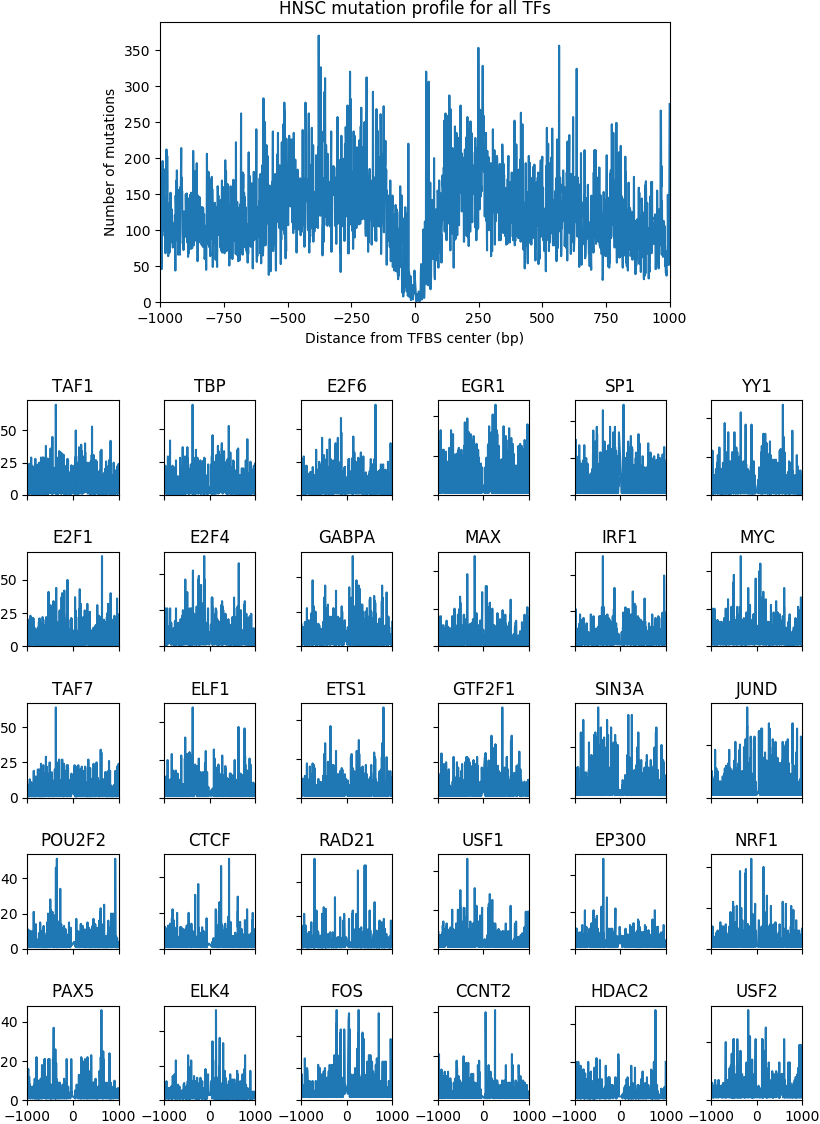 HNSC mutation profile for all TFs
350
300
250
200
150
100
50
0
Number of mutations
−1000 −750 −500 −250 0 250 500 750 1000
Distance from TFBS center (bp)
TAF1 TBP E2F6 EGR1 SP1 YY1
50
25
0
E2F1 E2F4 GABPA MAX IRF1 MYC
50
25
0
TAF7 ELF1 ETS1 GTF2F1 SIN3A JUND
50
25
0
POU2F2 CTCF RAD21 USF1 EP300 NRF1
40
20
0
PAX5 ELK4 FOS CCNT2 HDAC2 USF2
40
20
0
−1000 0 1000 −1000 0 1000 −1000 0 1000 −1000 0 1000 −1000 0 1000 −1000 0 1000